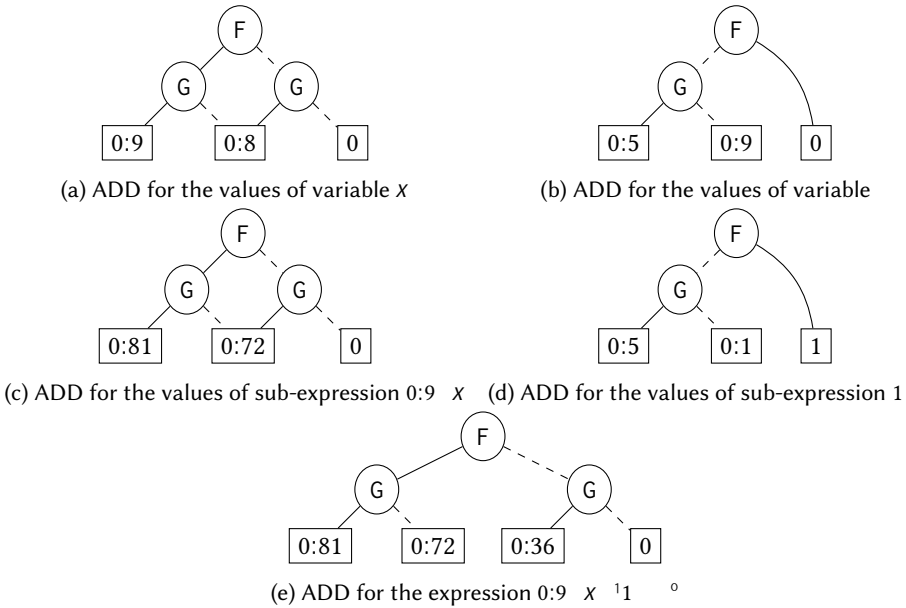 F F
G G G
0:9 0:8 0 0:5 0:9 0
(a) ADD for the values of variable x (b) ADD for the values of variable
F F
G G G
0:81 0:72 0 0:5 0:1 1
(c) ADD for the values of sub-expression 0:9 x (d) ADD for the values of sub-expression 1
F
G G
0:81 0:72 0:36 0
(e) ADD for the expression 0:9 x ¹1 º